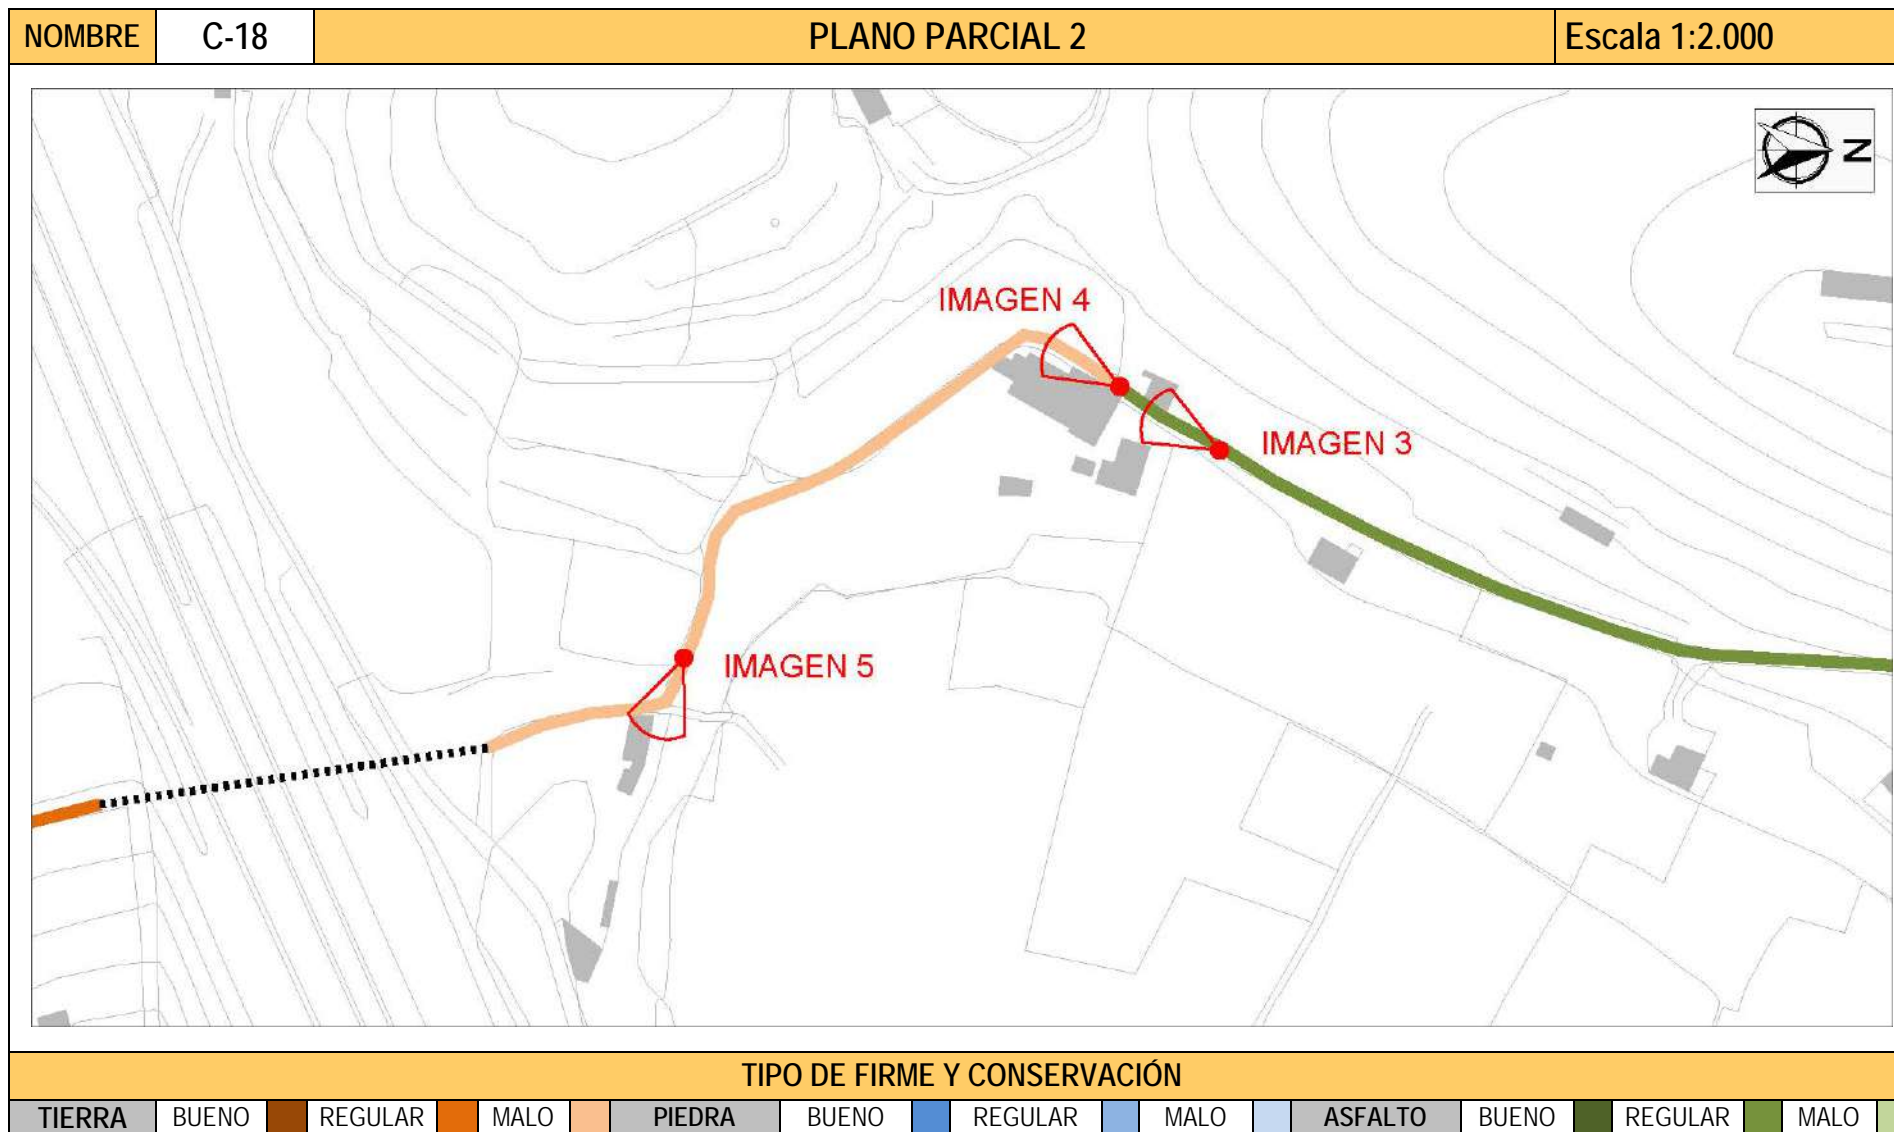 NOMBRE C-18 PLANO PARCIAL 2 Escala 1:2.000
N
IMAGEN 4
IMAGEN 3
IMAGEN 5
TIPO DE FIRME Y CONSERVACIÓN
TIERRA BUENO REGULAR MALO PIEDRA BUENO REGULAR MALO ASFALTO BUENO REGULAR MALO